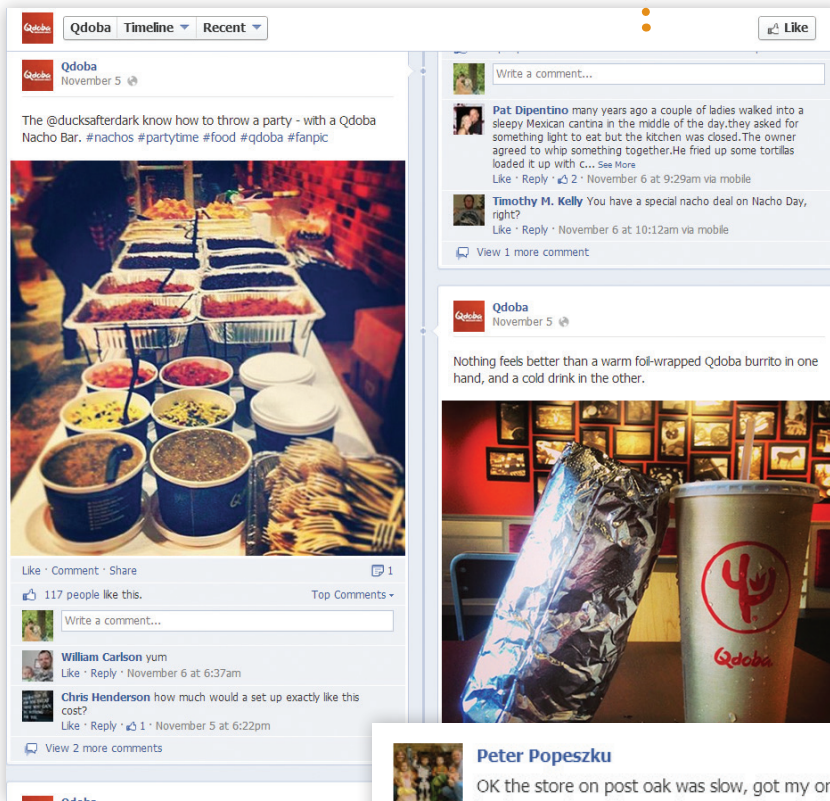 Qdoba
Qdoba Timeline Recent
Like
Qdoba
Qdoba
November 5
The @ducksafterdark know how to throw a party - with a Qdoba
Nacho Bar. #nachos #partytime #food #qdoba #fanpic
Like · Comment · Share
1
117 people like this.
Top Comments
Write a comment...
William Carlson yum
Like · Reply · November 6 at 6:37am
Chris Henderson how much would a set up exactly like this
cost?
Like · Reply · 1 · November 5 at 6:22pm
View 2 more comments
Qdoba
Write a comment...
Pat Dipentino many years ago a couple of ladies walked into a
sleepy Mexican cantina in the middle of the day.they asked for
something light to eat but the kitchen was closed.The owner
agreed to whip something together.He fried up some tortillas
loaded it up with c... See More
Like · Reply · 2 · November 6 at 9:29am via mobile
Timothy M. Kelly You have a special nacho deal on Nacho Day,
right?
Like · Reply · November 6 at 10:12am via mobile
View 1 more comment
Qdoba
Qdoba
November 5
Nothing feels better than a warm foil-wrapped Qdoba burrito in one
hand, and a cold drink in the other.
Qdoba
Peter Popeszku
OK the store on post oak was slow, got my or